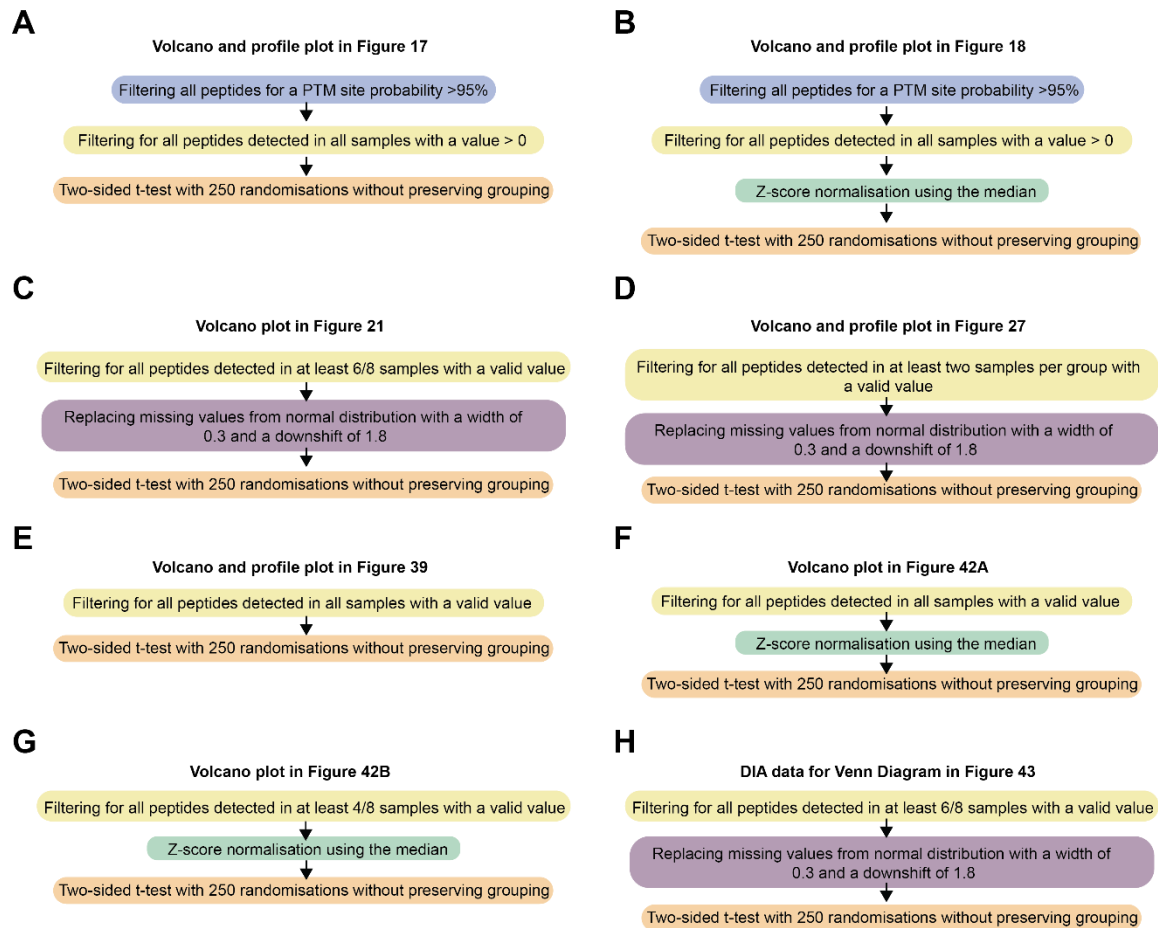 A
Volcano and profile plot in Figure 17
Filtering all peptides for a PTM site probability >95%
Filtering for all peptides detected in all samples with a value > 0
Two-sided t-test with 250 randomisations without preserving grouping
B
Volcano and profile plot in Figure 18
Filtering all peptides for a PTM site probability >95%
Filtering for all peptides detected in all samples with a value > 0
Z-score normalisation using the median
Two-sided t-test with 250 randomisations without preserving grouping
C
Volcano plot in Figure 21
Filtering for all peptides detected in at least 6/8 samples with a valid value
Replacing missing values from normal distribution with a width of
0.3 and a downshift of 1.8
Two-sided t-test with 250 randomisations without preserving grouping
D
Volcano and profile plot in Figure 27
Filtering for all peptides detected in at least two samples per group with
a valid value
Replacing missing values from normal distribution with a width of
0.3 and a downshift of 1.8
Two-sided t-test with 250 randomisations without preserving grouping
E
Volcano and profile plot in Figure 39
Filtering for all peptides detected in all samples with a valid value
Two-sided t-test with 250 randomisations without preserving grouping
F
Volcano plot in Figure 42A
Filtering for all peptides detected in all samples with a valid value
Z-score normalisation using the median
Two-sided t-test with 250 randomisations without preserving grouping
G
Volcano plot in Figure 42B
Filtering for all peptides detected in at least 4/8 samples with a valid value
Z-score normalisation using the median
Two-sided t-test with 250 randomisations without preserving grouping
H
DIA data for Venn Diagram in Figure 43
Filtering for all peptides detected in at least 6/8 samples with a valid value
Replacing missing values from normal distribution with a width of
0.3 and a downshift of 1.8
Two-sided t-test with 250 randomisations without preserving grouping